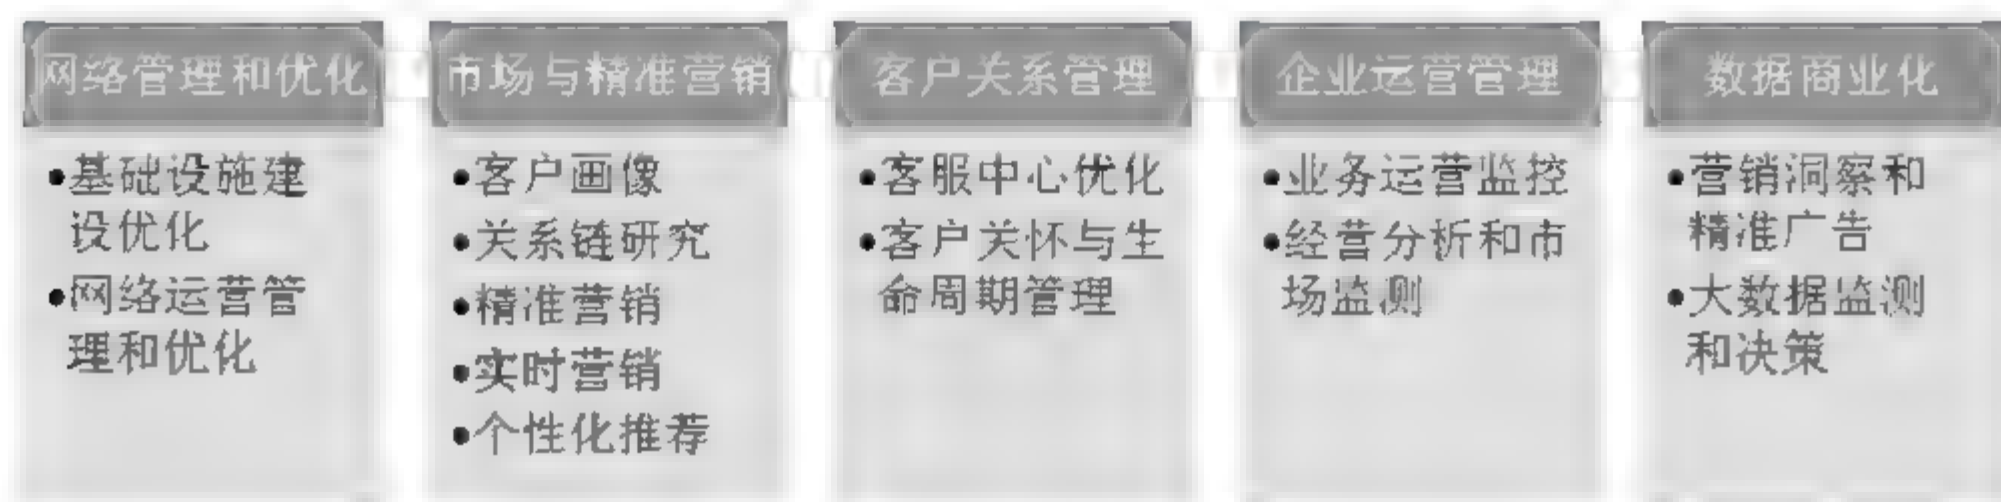 网络管理和优化
•基础设施建
设优化
•网络运营管
理和优化
市场与精准营销
•客户画像
•关系链研究
•精准营销
•实时营销
•个性化推荐
客户关系管理
•客服中心优化
•客户关怀与生
命周期管理
企业运营管理
•业务运营监控
•经营分析和市
场监测
数据商业化
•营销洞察和
精准广告
•大数据监测
和决策